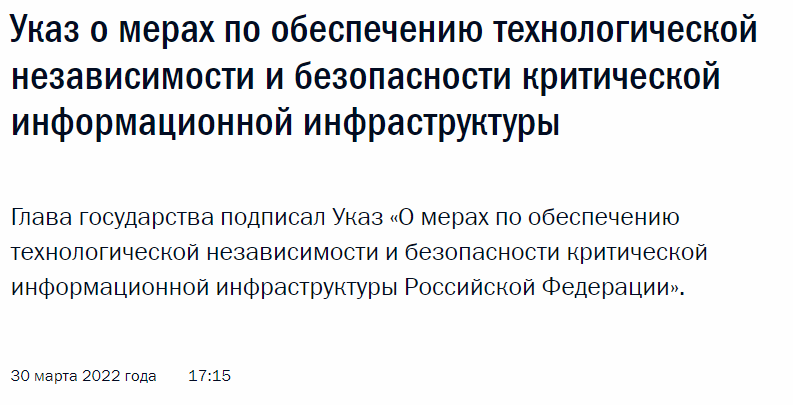 Указ о мерах по обеспечению технологической
независимости и безопасности критической
информационной инфраструктуры
Глава государства подписал Указ «О мерах по обеспечению
технологической независимости и безопасности критической
информационной инфраструктуры Российской Федерации».
30 марта 2022 года 17:15